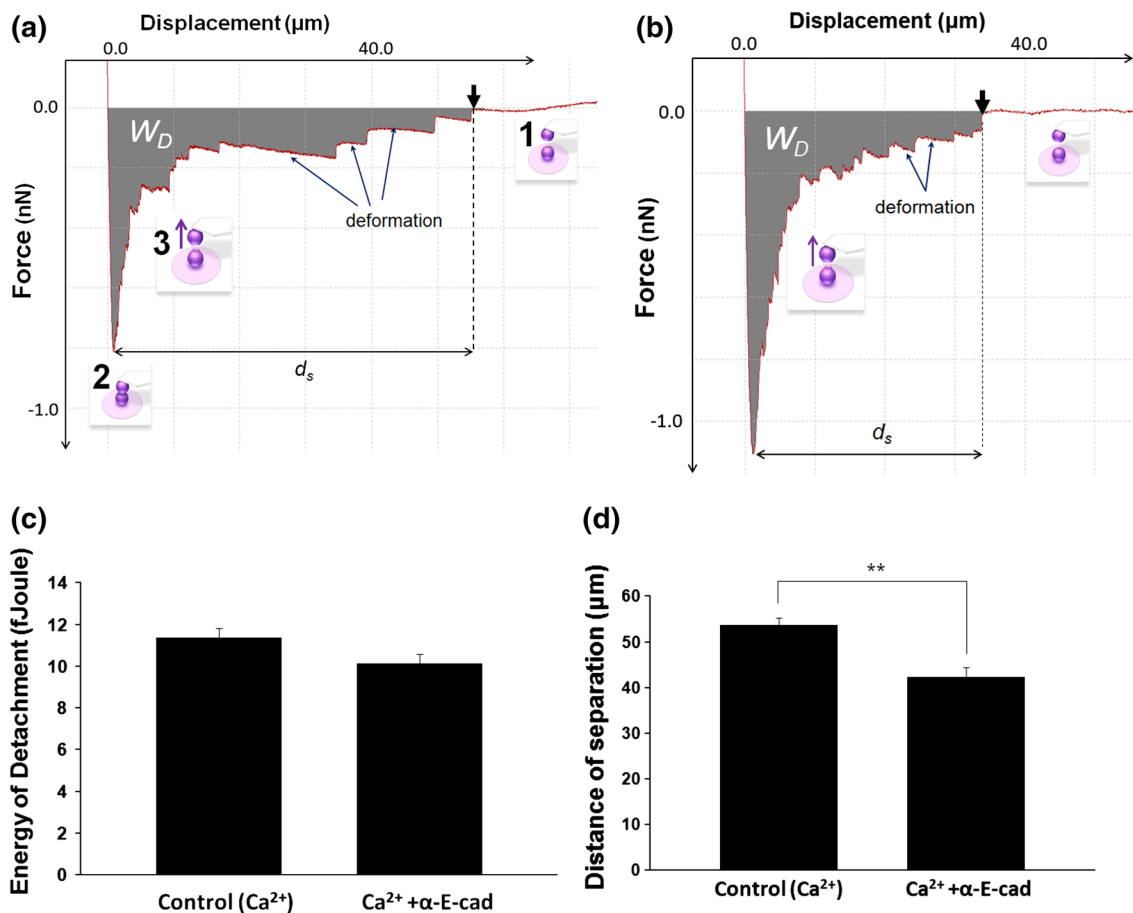 (a)
Displacement (µm)
0.0 40.0
0.0
W_D
1
deformation
3
Force (nN)
d_s
2
-1.0
(b)
Displacement (µm)
0.0 40.0
0.0
W_D
deformation
Force (nN)
-1.0
d_s
(c)
Energy of Detachment (fJoule)
14
12
10
8
6
4
2
0
Control (Ca²⁺) Ca²⁺ +α-E-cad
(d)
Distance of separation (µm)
**
60
50
40
30
20
10
0
Control (Ca²⁺) Ca²⁺ +α-E-cad